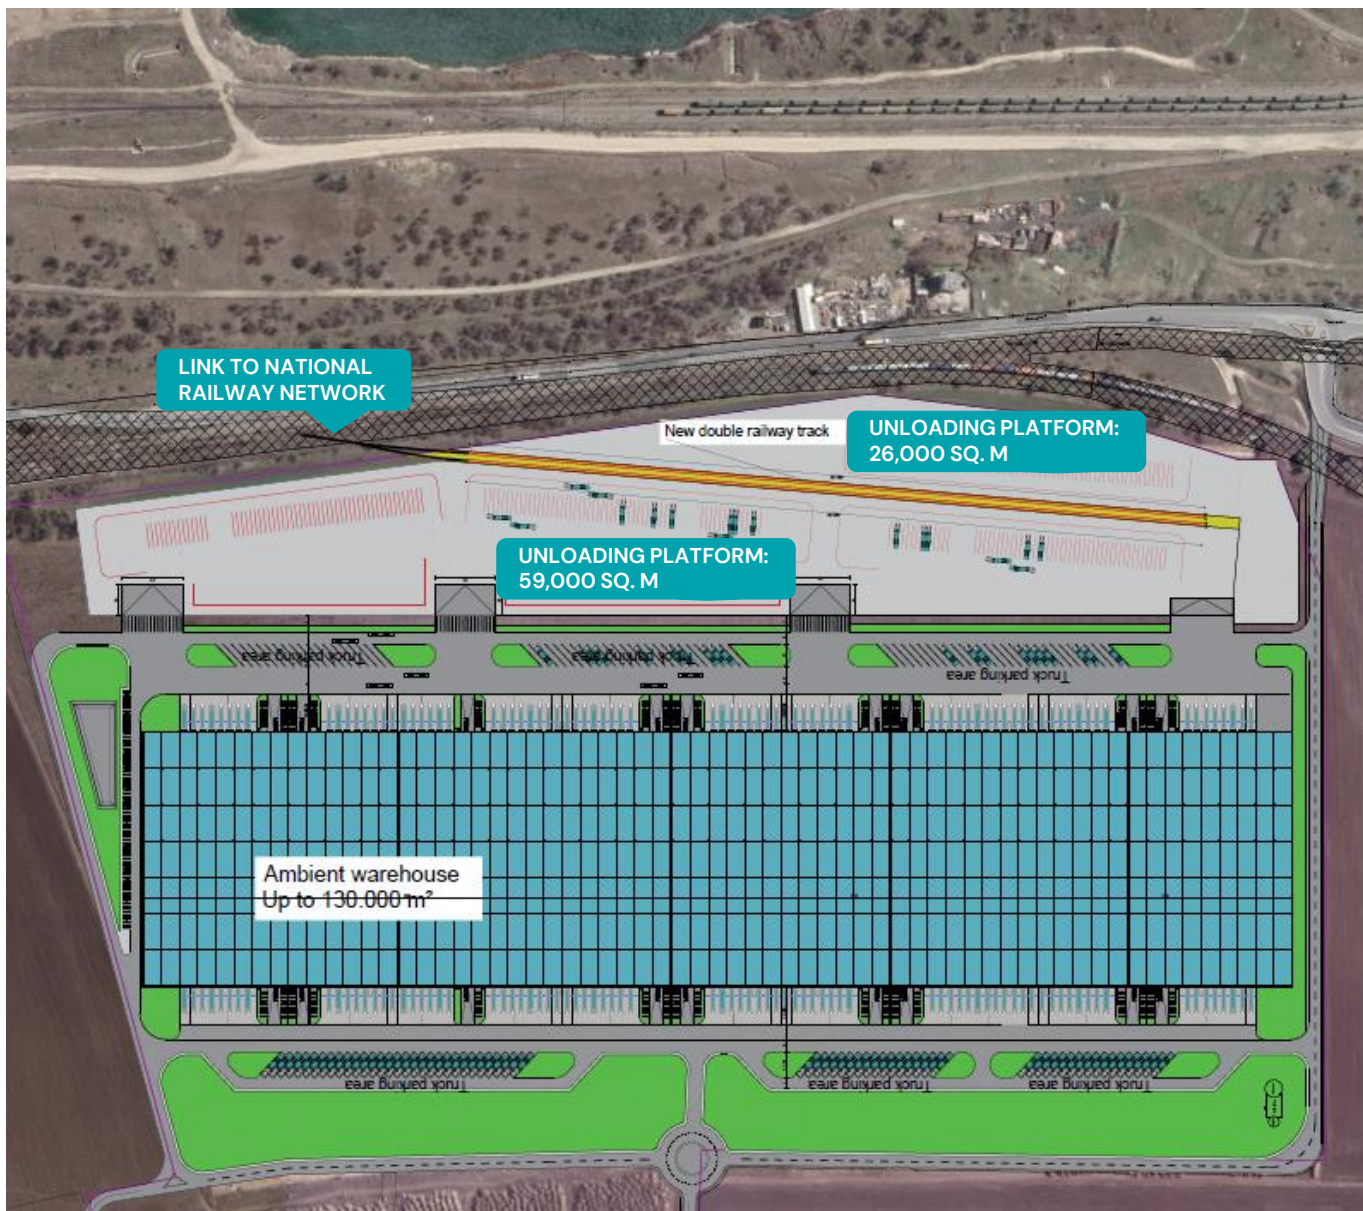 LINK TO NATIONAL
RAILWAY NETWORK
New double railway track
UNLOADING PLATFORM:
26,000 SQ. M
UNLOADING PLATFORM:
59,000 SQ. M
Truck parking area
Truck parking area
Truck parking area
Ambient warehouse
Up to 130.000 m²
Truck parking area
Truck parking area
Truck parking area